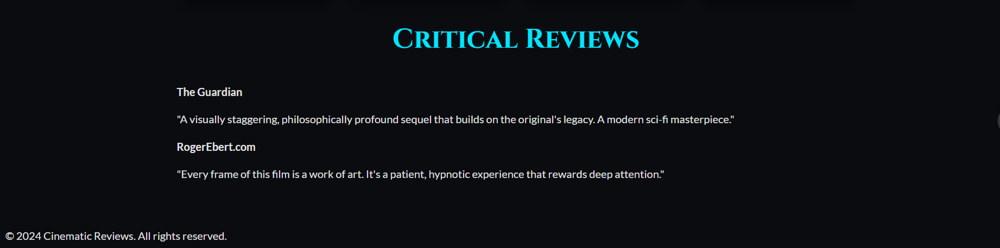 Critical Reviews
The Guardian
"A visually staggering, philosophically profound sequel that builds on the original's legacy. A modern sci-fi masterpiece."
RogerEbert.com
"Every frame of this film is a work of art. It's a patient, hypnotic experience that rewards deep attention."
© 2024 Cinematic Reviews. All rights reserved.